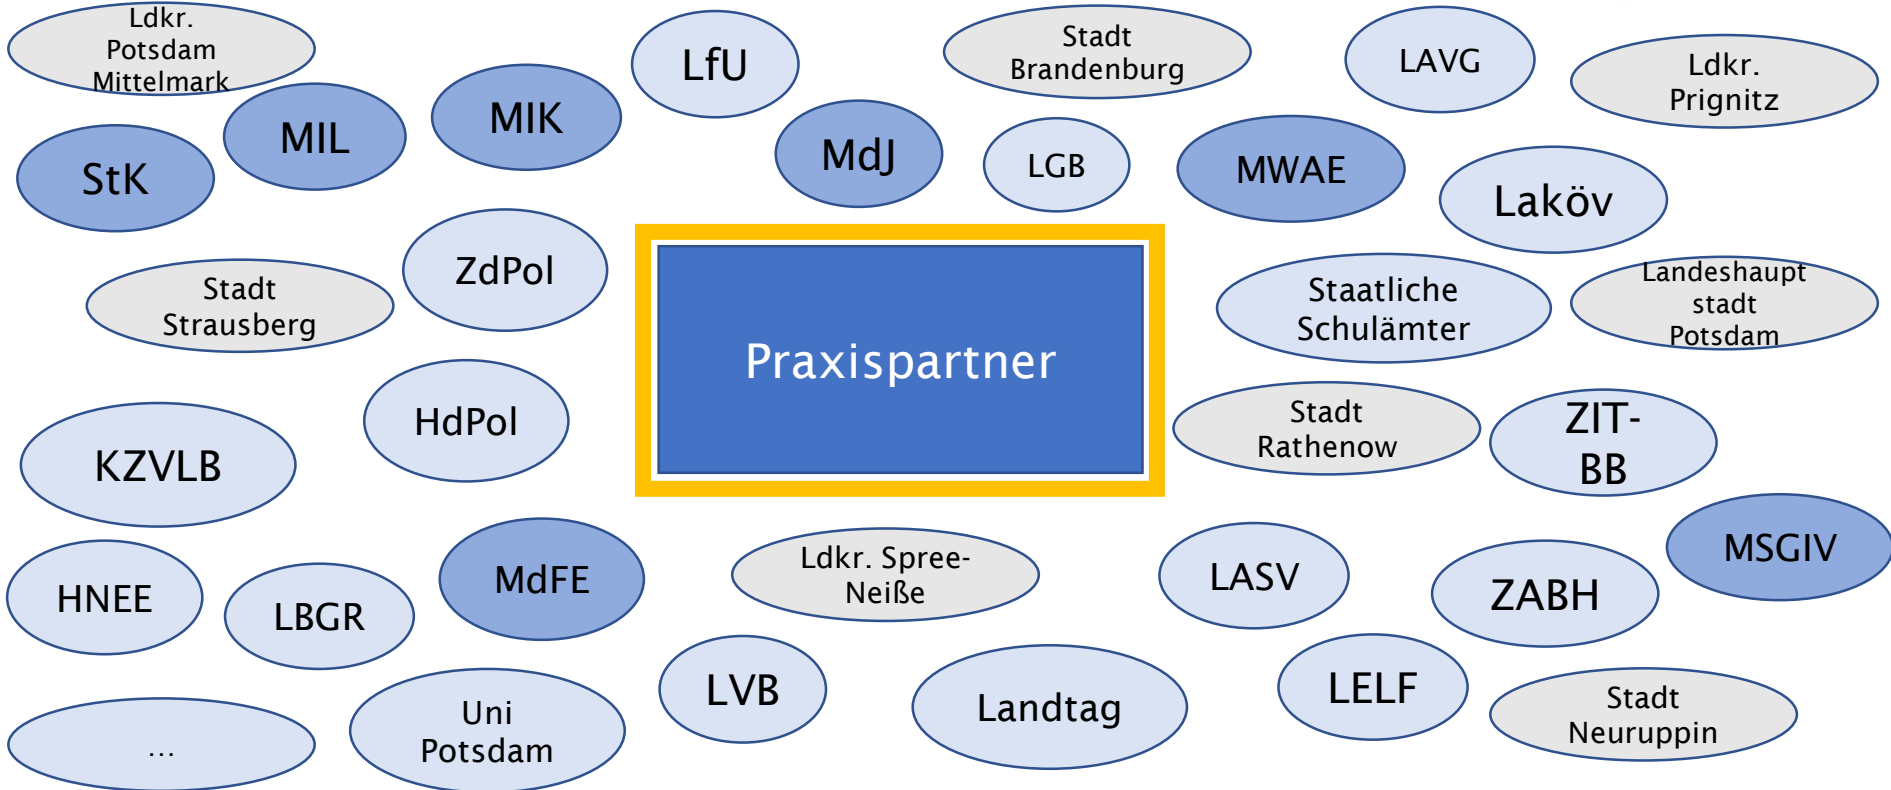 Ldkr.
Potsdam
Mittelmark
StK
MIL
MIK
LfU
MdJ
Stadt
Brandenburg
LGB
MWAE
LAVG
Ldkr.
Prignitz
Laköv
ZdPol
Stadt
Strausberg
Praxispartner
Staatliche
Schulämter
Landeshaupt
stadt
Potsdam
HdPol
KZVLB
Stadt
Rathenow
ZIT-
BB
MSGIV
HNEE
LBGR
MdFE
Ldkr. Spree-
Neiße
LASV
ZABH
...
Uni
Potsdam
LVB
Landtag
LELF
Stadt
Neuruppin